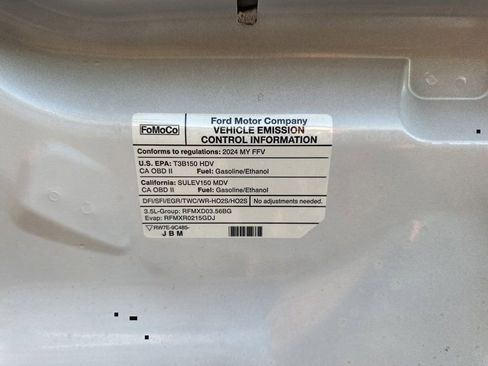 FoMoCo
Ford Motor Company
VEHICLE EMISSION
CONTROL INFORMATION
Conforms to regulations: 2024 MY FFV
U.S. EPA: T3B150 HDV
CA OBD II Fuel: Gasoline/Ethanol
California: SULEV150 MDV
CA OBD II Fuel: Gasoline/Ethanol
DFI/SFI/EGR/TWC/WR-HO2S/HO2S No adjustments needed.
3.5L-Group: RFMXD03.56BG
Evap: RFMXR0215GDJ
RW7E-9C485-
J B M